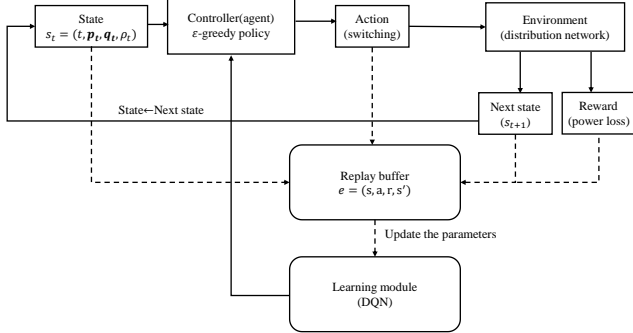 State
s_t = (t, p_t, q_t, ρ_t)
Controller(agent)
ε-greedy policy
Action
(switching)
Environment
(distribution network)
State←Next state
Next state
(s_{t+1})
Reward
(power loss)
Replay buffer
e = (s, a, r, s′)
Update the parameters
Learning module
(DQN)